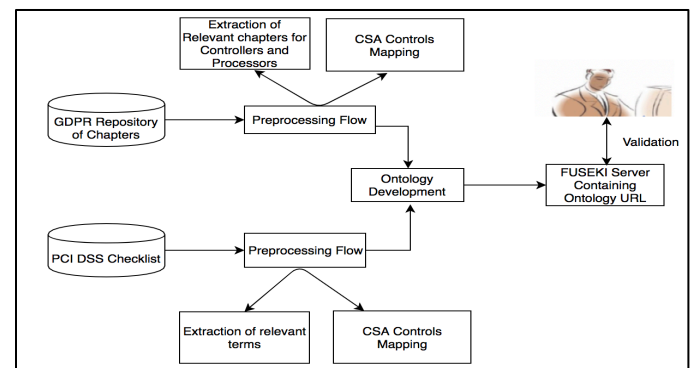 Extraction of
Relevant chapters for
Controllers and
Processors
CSA Controls
Mapping
GDPR Repository
of Chapters
Preprocessing Flow
Validation
Ontology
Development
FUSEKI Server
Containing
Ontology URL
PCI DSS Checklist
Preprocessing Flow
Extraction of relevant
terms
CSA Controls
Mapping